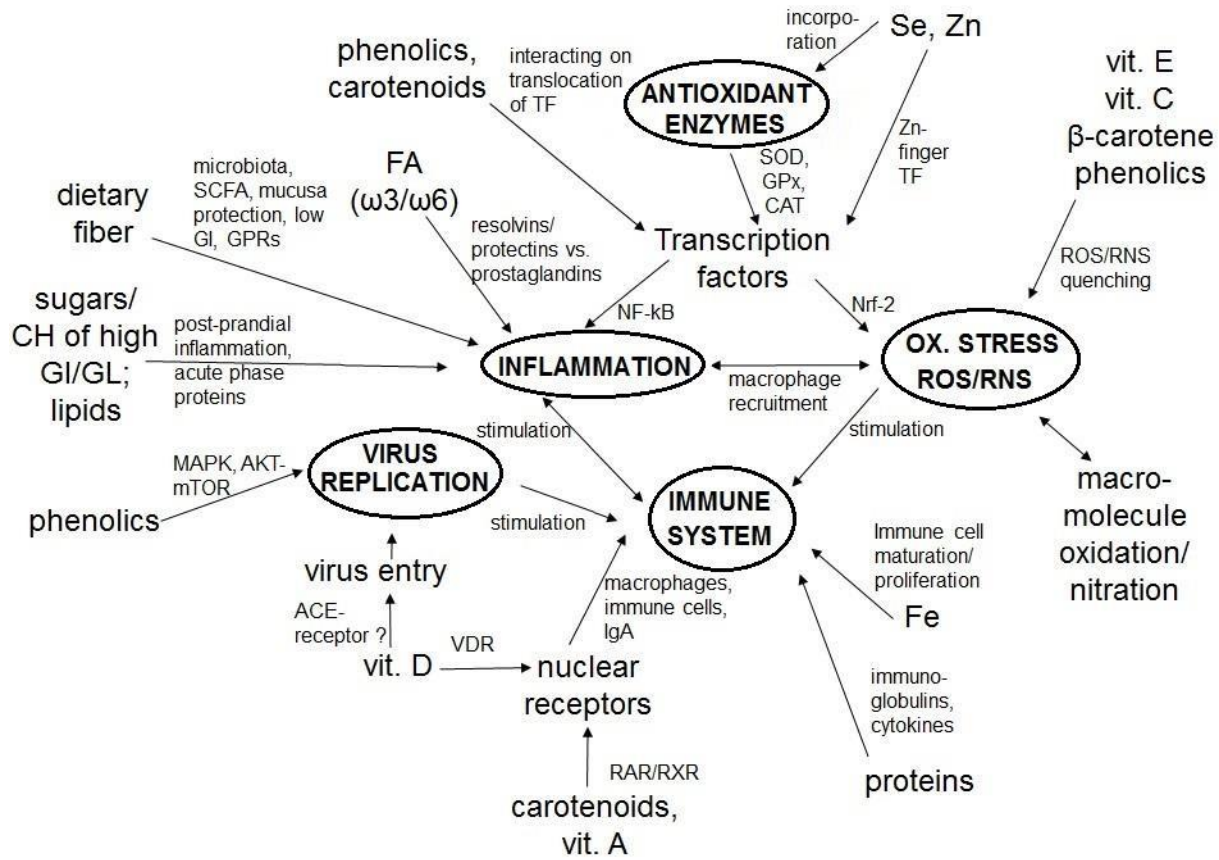 phenolics,
carotenoids
interacting on
translocation
of TF
incorpo-
ration
Se, Zn
ANTIOXIDANT
ENZYMES
vit. E
vit. C
β-carotene
phenolics
Zn-
finger
TF
SOD,
GPx,
CAT
microbiota,
SCFA, mucusa
protection, low
GI, GPRs
FA
(ω3/ω6)
dietary
fiber
resolvins/
protectins vs.
prostaglandins
Transcription
factors
ROS/RNS
quenching
NF-kB
Nrf-2
sugars/
CH of high
GI/GL;
lipids
post-prandial
inflammation,
acute phase
proteins
INFLAMMATION
OX. STRESS
ROS/RNS
macrophage
recruitment
stimulation
stimulation
MAPK, AKT-
mTOR
VIRUS
REPLICATION
phenolics
stimulation
IMMUNE
SYSTEM
macro-
molecule
oxidation/
nitration
Immune cell
maturation/
proliferation
Fe
virus entry
macrophages,
immune cells,
IgA
ACE-
receptor ?
vit. D
VDR
nuclear
receptors
immuno-
globulins,
cytokines
proteins
RAR/RXR
carotenoids,
vit. A